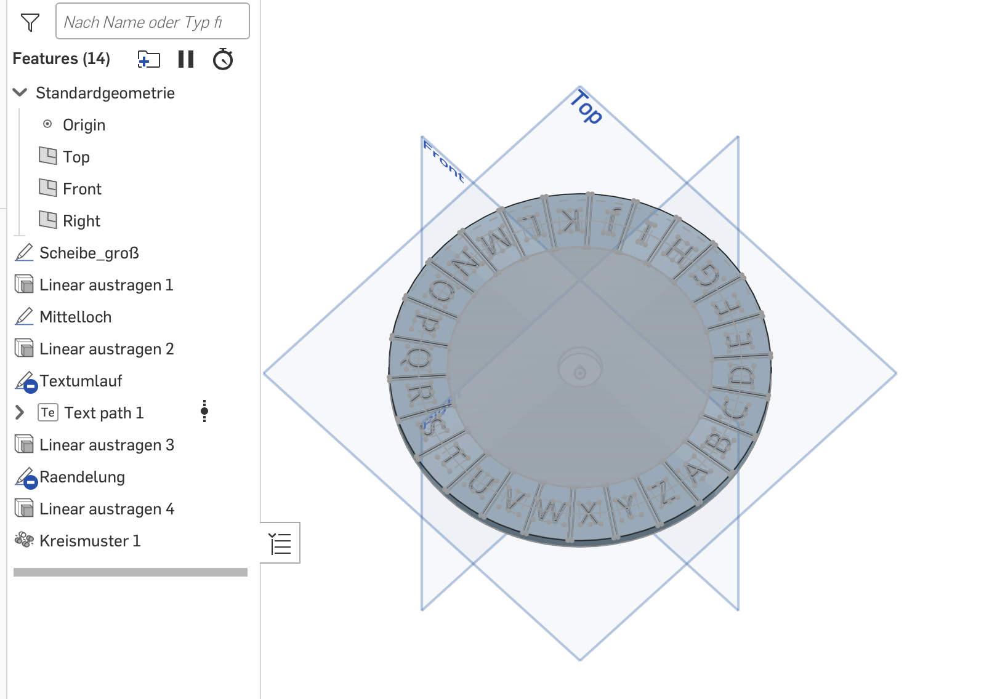 Nach Name oder Typ fi
Features (14)
Standardgeometrie
Origin
Top
Front
Right
Scheibe_groß
Linear austragen 1
Mittelloch
Linear austragen 2
Textumlauf
Te Text path 1
Linear austragen 3
Raendelung
Linear austragen 4
Kreismuster 1
Top
Front
A
B
C
D
E
F
G
H
I
J
K
L
M
N
O
P
Q
R
S
T
U
V
W
X
Y
Z